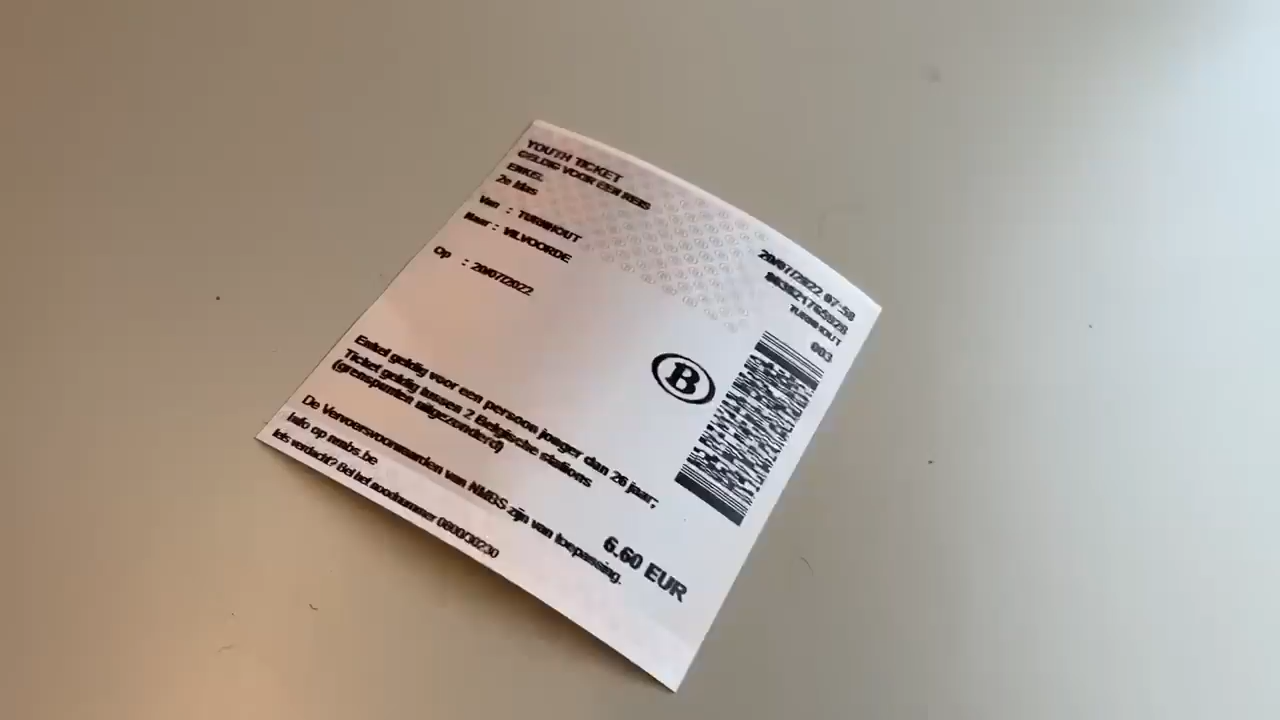 YOUTH TICKET
GELDIG VOOR EEN REIS
ENKEL
2e klas
Van : TURNHOUT
Naar : VILVOORDE
Op : 20/07/2022
20/07/2022 07:58
TURNHOUT
003
B
Enkel geldig voor een persoon jonger dan 26 jaar;
Ticket geldig tussen 2 Belgische stations
(grenspunten uitgezonderd)
De Vervoersvoorwaarden van NMBS zijn van toepassing.
Info op nmbs.be
Iets verdacht? Bel het noodnummer 0800/30230
6.60 EUR